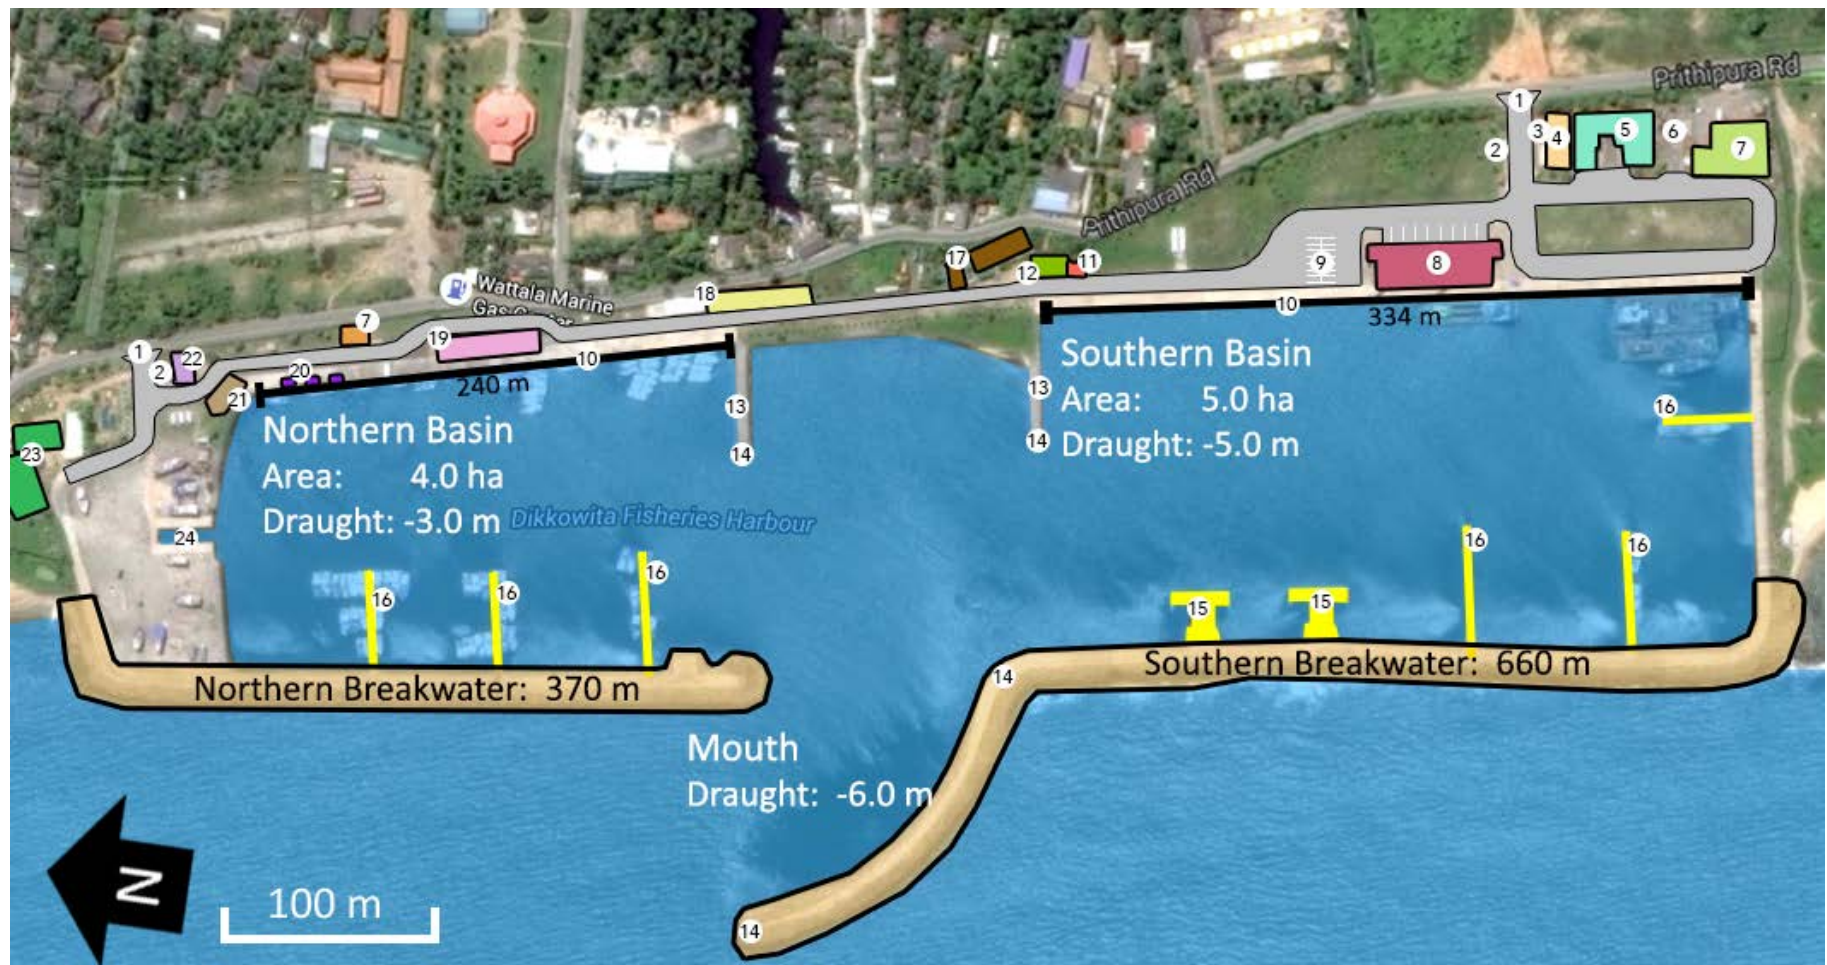 Prithipura Rd
1
2
3
4
5
6
7
Prithipura Rd
17
12
11
9
8
18
10
334 m
Wattala Marine
Gas Center
7
19
10
240 m
1
2
22
20
21
23
24
13
14
13
14
Northern Basin
Area: 4.0 ha
Draught: -3.0 m
Southern Basin
Area: 5.0 ha
Draught: -5.0 m
Dikkowita Fisheries Harbour
16
16
16
16
15
15
16
16
Northern Breakwater: 370 m
14
Southern Breakwater: 660 m
Mouth
Draught: -6.0 m
14
N
100 m